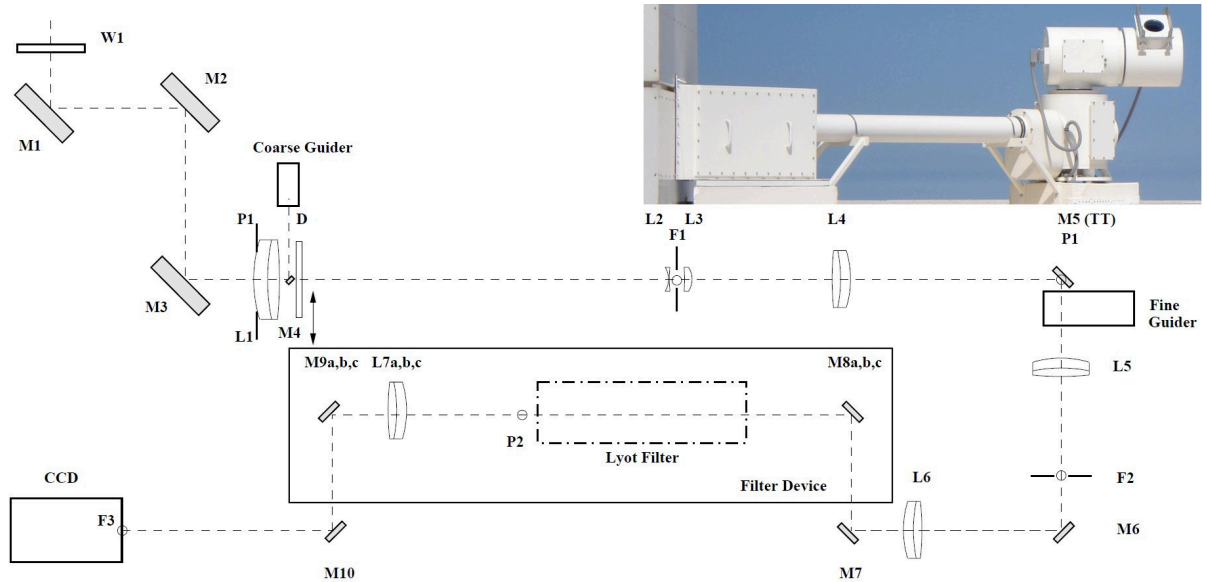 W1
M2
M1
Coarse Guider
P1
D
L2
L3
L4
M5 (TT)
F1
P1
M3
L1
M4
Fine
Guider
M9a,b,c
L7a,b,c
M8a,b,c
L5
P2
Lyot Filter
CCD
Filter Device
L6
F2
F3
M6
M10
M7